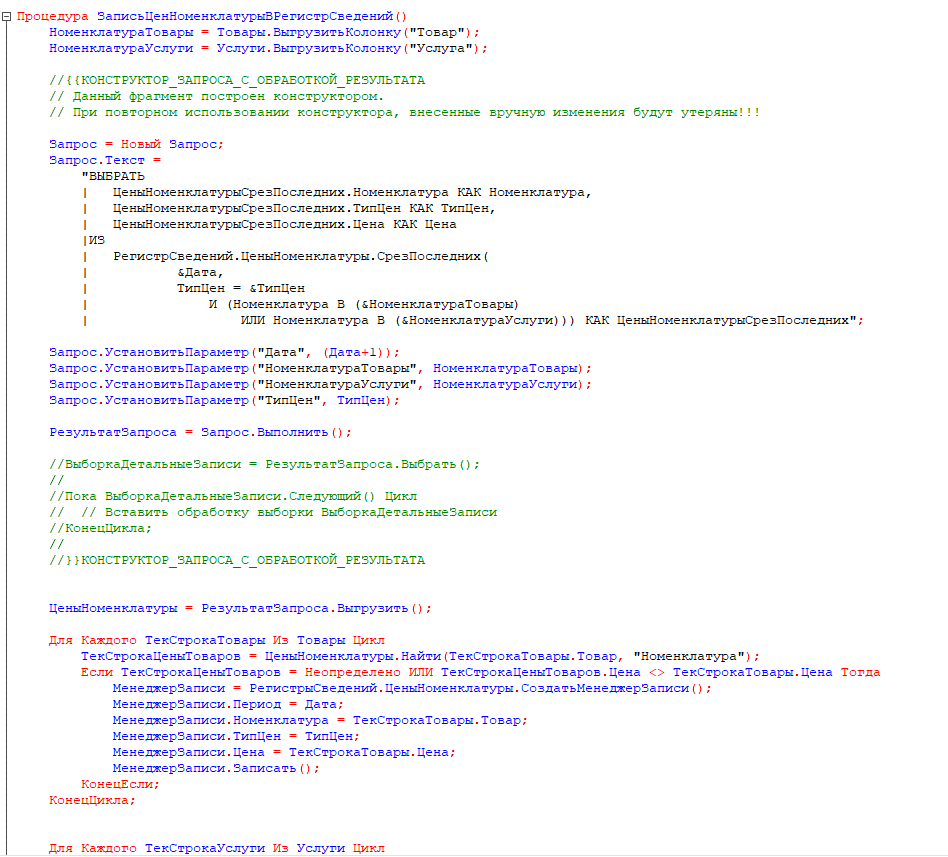 Процедура ЗаписьЦенНоменклатурыВРегистрСведений()
НоменклатураТовары = Товары.ВыгрузитьКолонку("Товар");
НоменклатураУслуги = Услуги.ВыгрузитьКолонку("Услуга");
//{{КОНСТРУКТОР_ЗАПРОСА_С_ОБРАБОТКОЙ_РЕЗУЛЬТАТА
// Данный фрагмент построен конструктором.
// При повторном использовании конструктора, внесенные вручную изменения будут утеряны!!!
Запрос = Новый Запрос;
Запрос.Текст =
"ВЫБРАТЬ
|   ЦеныНоменклатурыСрезПоследних.Номенклатура КАК Номенклатура,
|   ЦеныНоменклатурыСрезПоследних.ТипЦен КАК ТипЦен,
|   ЦеныНоменклатурыСрезПоследних.Цена КАК Цена
|ИЗ
|   РегистрСведений.ЦеныНоменклатуры.СрезПоследних(
|           &Дата,
|           ТипЦен = &ТипЦен
|               И (Номенклатура В (&НоменклатураТовары)
|                   ИЛИ Номенклатура В (&НоменклатураУслуги))) КАК ЦеныНоменклатурыСрезПоследних";
Запрос.УстановитьПараметр("Дата", (Дата+1));
Запрос.УстановитьПараметр("НоменклатураТовары", НоменклатураТовары);
Запрос.УстановитьПараметр("НоменклатураУслуги", НоменклатураУслуги);
Запрос.УстановитьПараметр("ТипЦен", ТипЦен);
РезультатЗапроса = Запрос.Выполнить();
//ВыборкаДетальныеЗаписи = РезультатЗапроса.Выбрать();
//
//Пока ВыборкаДетальныеЗаписи.Следующий() Цикл
//  // Вставить обработку выборки ВыборкаДетальныеЗаписи
//КонецЦикла;
//
//}}КОНСТРУКТОР_ЗАПРОСА_С_ОБРАБОТКОЙ_РЕЗУЛЬТАТА
ЦеныНоменклатуры = РезультатЗапроса.Выгрузить();
Для Каждого ТекСтрокаТовары Из Товары Цикл
ТекСтрокаЦеныТоваров = ЦеныНоменклатуры.Найти(ТекСтрокаТовары.Товар, "Номенклатура");
Если ТекСтрокаЦеныТоваров = Неопределено ИЛИ ТекСтрокаЦеныТоваров.Цена <> ТекСтрокаТовары.Цена Тогда
МенеджерЗаписи = РегистрыСведений.ЦеныНоменклатуры.СоздатьМенеджерЗаписи();
МенеджерЗаписи.Период = Дата;
МенеджерЗаписи.Номенклатура = ТекСтрокаТовары.Товар;
МенеджерЗаписи.ТипЦен = ТипЦен;
МенеджерЗаписи.Цена = ТекСтрокаТовары.Цена;
МенеджерЗаписи.Записать();
КонецЕсли;
КонецЦикла;
Для Каждого ТекСтрокаУслуги Из Услуги Цикл